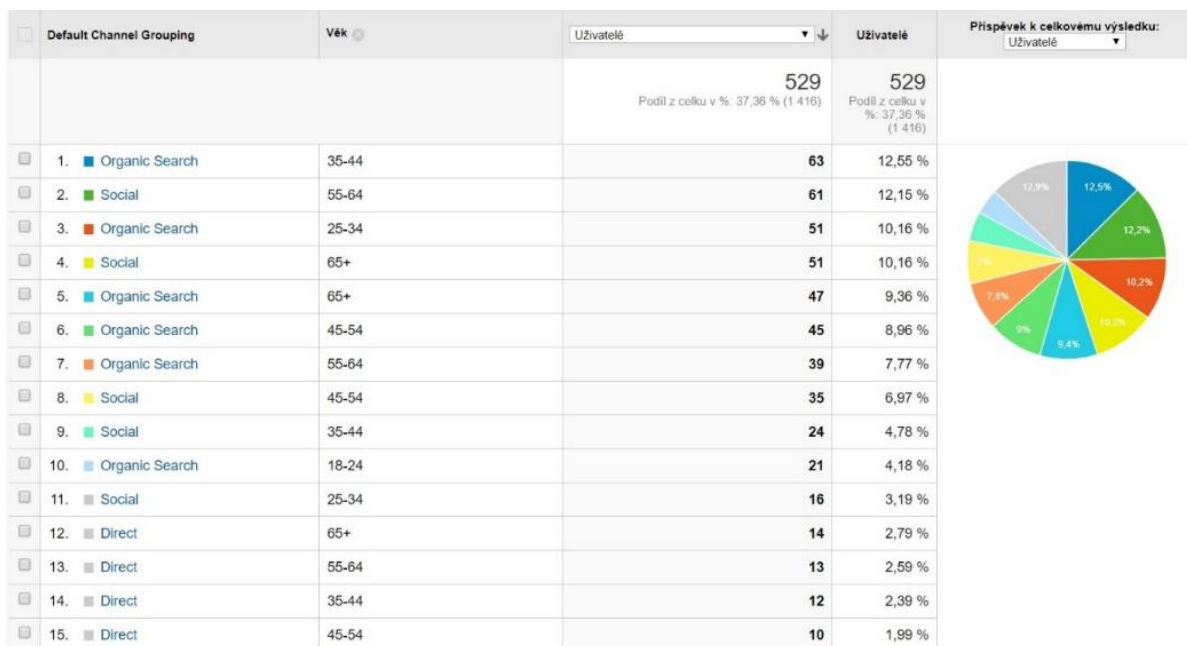 Default Channel Grouping Věk Uživatelé Uživatelé Příspěvek k celkovému výsledku:
Uživatelé
529 529
Podíl z celku v %: 37,36 % (1 416) Podíl z celku v
%: 37,36 %
(1 416)
1. Organic Search 35-44 63 12,55 %
2. Social 55-64 61 12,15 %
3. Organic Search 25-34 51 10,16 %
4. Social 65+ 51 10,16 %
5. Organic Search 65+ 47 9,36 %
6. Organic Search 45-54 45 8,96 %
7. Organic Search 55-64 39 7,77 %
8. Social 45-54 35 6,97 %
9. Social 35-44 24 4,78 %
10. Organic Search 18-24 21 4,18 %
11. Social 25-34 16 3,19 %
12. Direct 65+ 14 2,79 %
13. Direct 55-64 13 2,59 %
14. Direct 35-44 12 2,39 %
15. Direct 45-54 10 1,99 %
12,9% 12,5%
12,2%
7% 10,2%
7,8% 10,2%
9% 9,4%